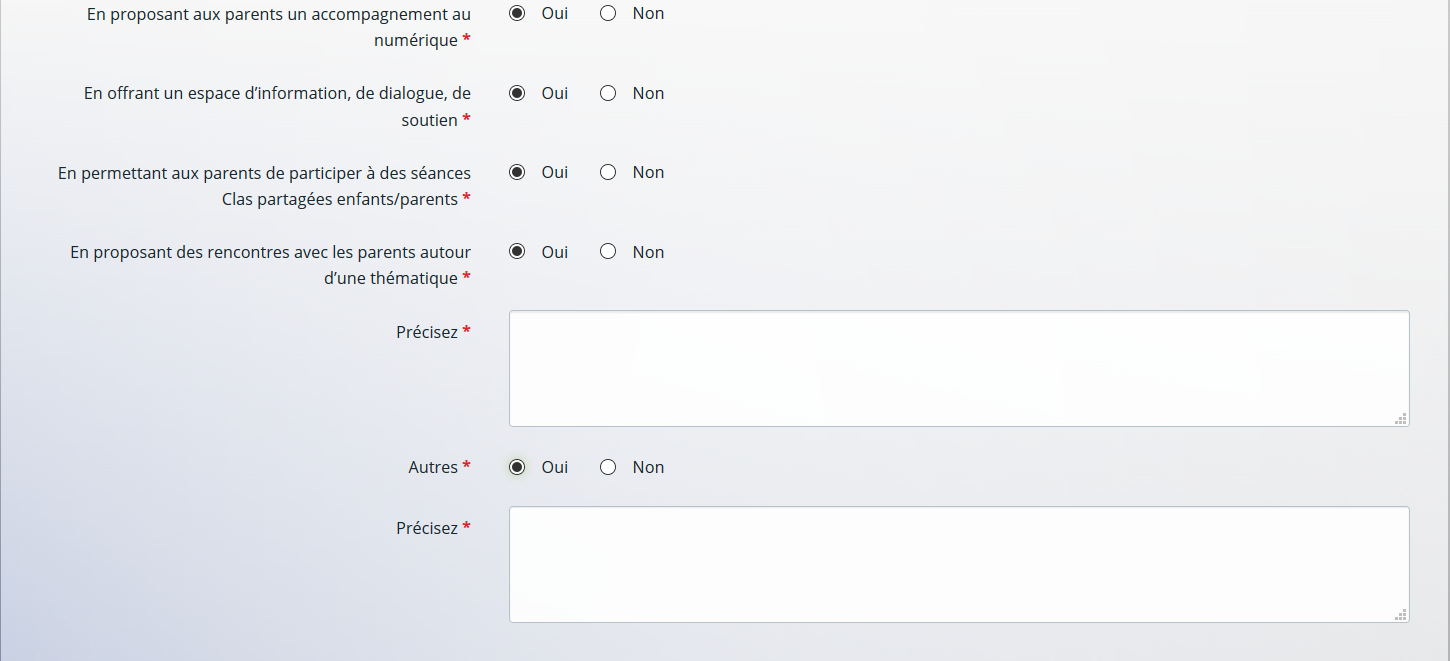 En proposant aux parents un accompagnement au Oui Non
numérique *
En offrant un espace d’information, de dialogue, de Oui Non
soutien *
En permettant aux parents de participer à des séances Oui Non
Clas partagées enfants/parents *
En proposant des rencontres avec les parents autour Oui Non
d’une thématique *
Précisez *
Autres * Oui Non
Précisez *